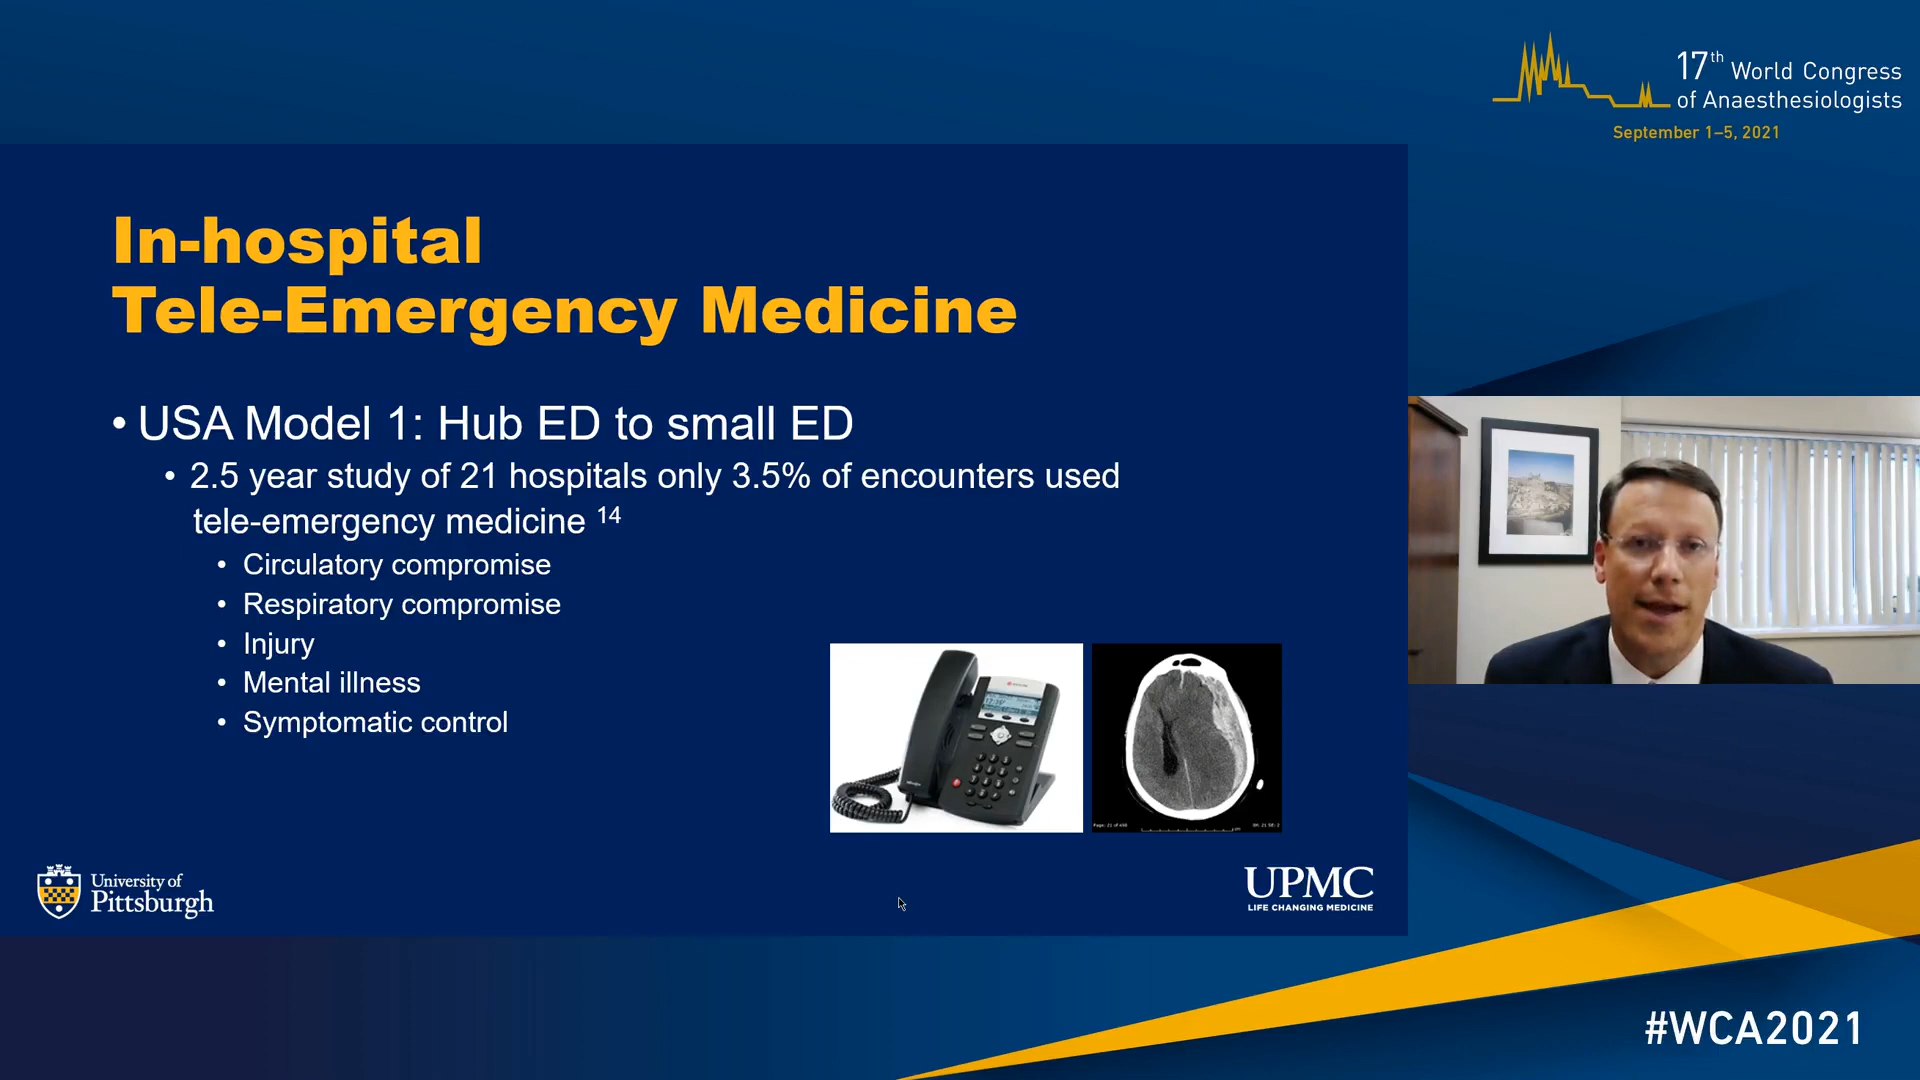 17th World Congress
of Anaesthesiologists
September 1–5, 2021
In-hospital
Tele-Emergency Medicine
• USA Model 1: Hub ED to small ED
• 2.5 year study of 21 hospitals only 3.5% of encounters used
tele-emergency medicine 14
• Circulatory compromise
• Respiratory compromise
• Injury
• Mental illness
• Symptomatic control
University of
Pittsburgh
UPMC
LIFE CHANGING MEDICINE
#WCA2021